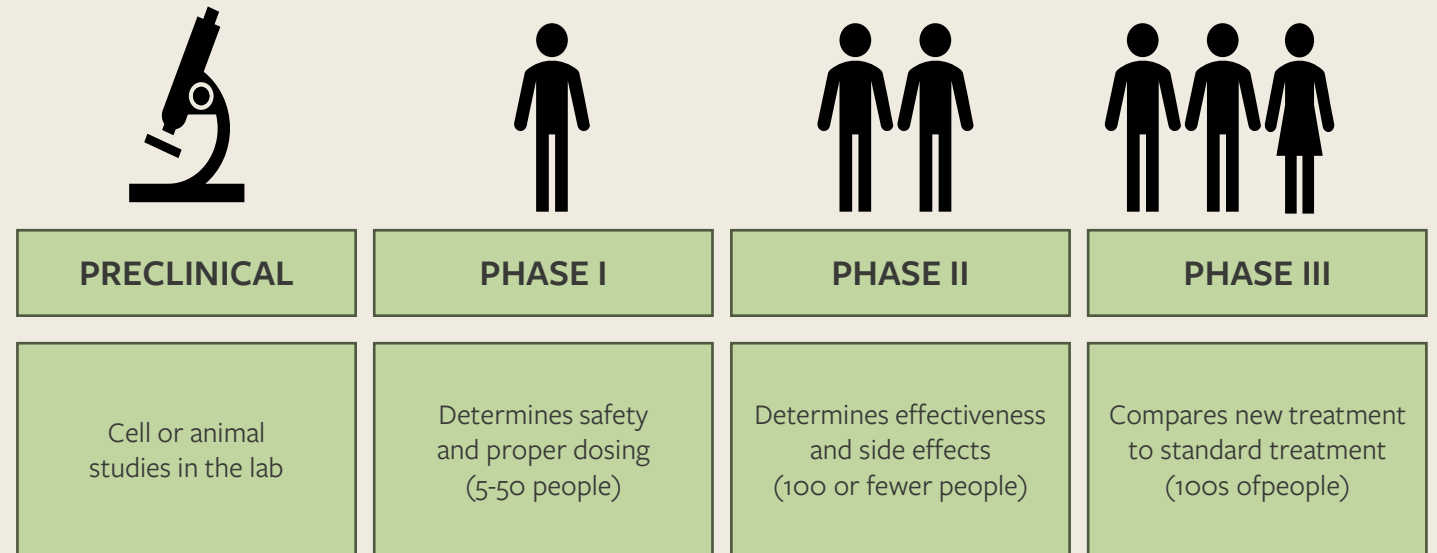 PRECLINICAL
PHASE I
PHASE II
PHASE III
Cell or animal
studies in the lab
Determines safety
and proper dosing
(5-50 people)
Determines effectiveness
and side effects
(100 or fewer people)
Compares new treatment
to standard treatment
(100s ofpeople)